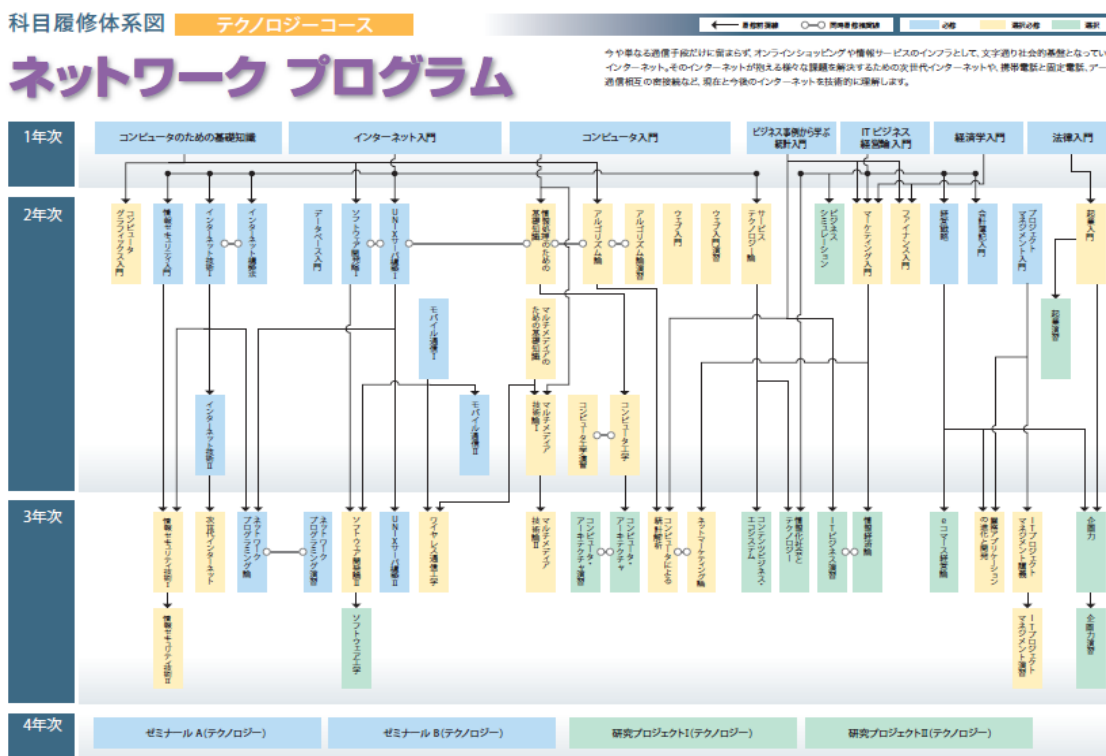 科目履修体系図
テクノロジーコース
必修
選択必修
選択
ネットワーク プログラム
今や単なる通信手段だけに留まらず、オンラインショッピングや情報サービスのインフラとして、文字通り社会的基盤となってい
インターネット。そのインターネットが抱える様々な課題を解決するための次世代インターネットや、携帯電話と固定電話、アー
通信相互の密接続など、現在と今後のインターネットを技術的に理解します。
1年次
コンピュータのための基礎知識
インターネット入門
コンピュータ入門
ビジネス事例から学ぶ
統計入門
ITビジネス
経営論入門
経済学入門
法律入門
2年次
コンピュータ
グラフィックス入門
情報セキュリティ入門
インターネット技術I
インターネット構築法
データベース入門
ソフトウェア開発論I
UNIXサーバ構築I
情報処理のための
基礎知識
アルゴリズム論
アルゴリズム論演習
ウェブ入門
ウェブ入門演習
サービス
テクノロジー論
ビジネス
シミュレーション
マーケティング入門
ファイナンス入門
経営戦略
会計簿記入門
プロジェクト
マネジメント入門
起業入門
モバイル通信I
マルチメディアの
ための基礎知識
起業演習
インターネット技術II
モバイル通信II
マルチメディア
技術論I
コンピュータ工学演習
コンピュータ工学
3年次
情報セキュリティ技術I
次世代インターネット
ネットワーク
プログラミング論
ネットワーク
プログラミング演習
ソフトウェア開発論II
UNIXサーバ構築II
ワイヤレス通信工学
マルチメディア
技術論II
コンピュータ・
アーキテクチャ演習
コンピュータ・
アーキテクチャ
コンピュータによる
統計解析
ネットマーケティング論
コンテンツビジネス・
エコシステム
情報化社会と
テクノロジー
ITビジネス演習
情報経済論
eコマース経営論
業務アプリケーション
の進化と開発
ITプロジェクト
マネジメント講義
企画力
情報セキュリティ技術II
ソフトウェア工学
ITプロジェクト
マネジメント演習
企画力演習
4年次
ゼミナール A(テクノロジー)
ゼミナール B(テクノロジー)
研究プロジェクトI(テクノロジー)
研究プロジェクトII(テクノロジー)